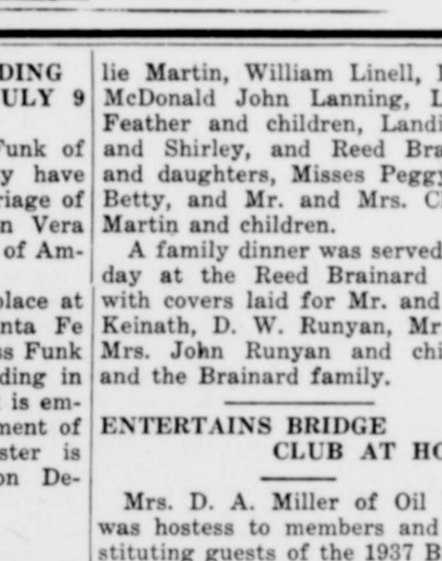 DING
ULY 9
Funk of
y have
riage of
n Vera
of Am-
place at
nta Fe
ss Funk
ding in
is em-
ment of
ster is
on De-
lie Martin, William Linell,
McDonald John Lanning, L
Feather and children, Landi
and Shirley, and Reed Bra
and daughters, Misses Peggy
Betty, and Mr. and Mrs. C
Martin and children.
A family dinner was served
day at the Reed Brainard
with covers laid for Mr. and
Keinath, D. W. Runyan, Mr
Mrs. John Runyan and chi
and the Brainard family.
ENTERTAINS BRIDGE
CLUB AT HO
Mrs. D. A. Miller of Oil
was hostess to members and
stituting guests of the 1937 B